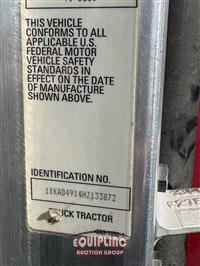 THIS VEHICLE
CONFORMS TO ALL
APPLICABLE U.S.
FEDERAL MOTOR
VEHICLE SAFETY
STANDARDS IN
EFFECT ON THE DATE
OF MANUFACTURE
SHOWN ABOVE.
IDENTIFICATION NO.
1XKAD49X4HJ133872
TRUCK TRACTOR
EQUIPLINC
AUCTION GROUP